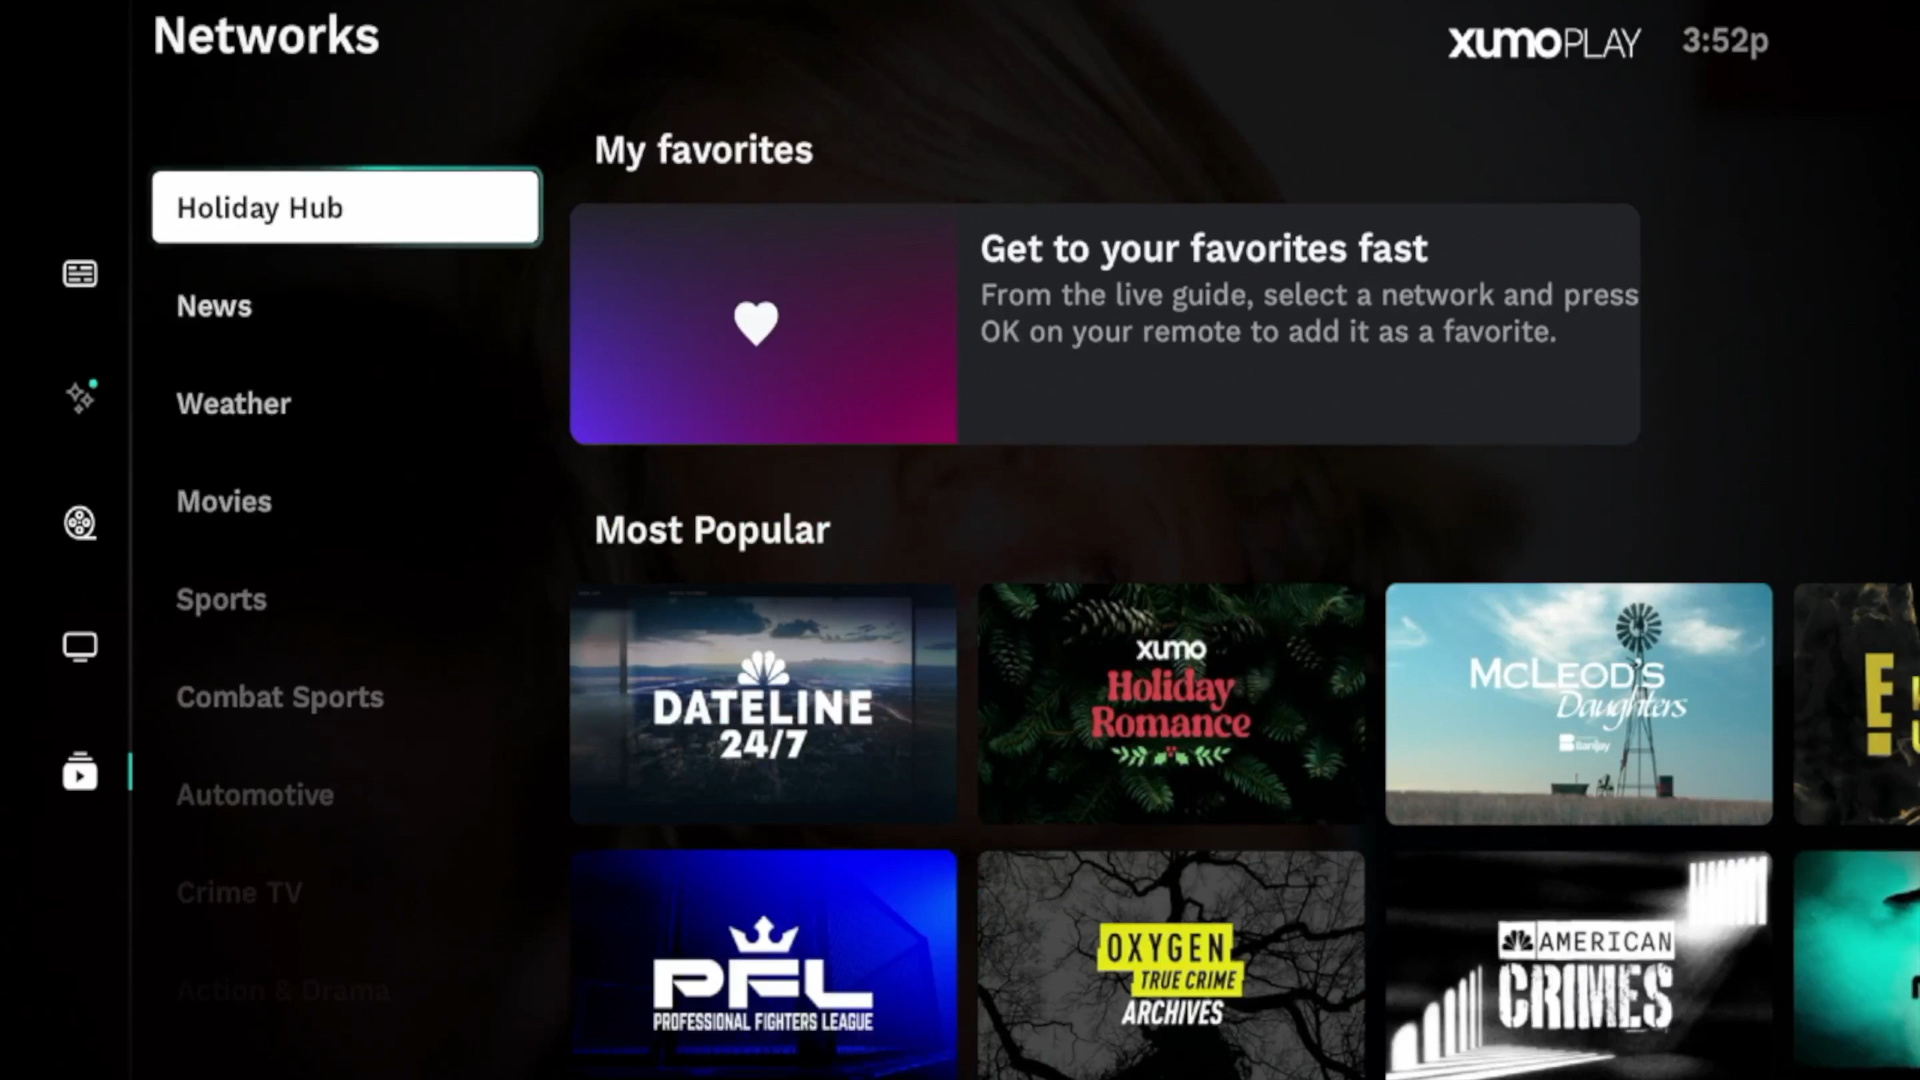 Networks
xumo PLAY
3:52p
Holiday Hub
News
Weather
Movies
Sports
Combat Sports
Automotive
Crime TV
Action & Drama
My favorites
Get to your favorites fast
From the live guide, select a network and press
OK on your remote to add it as a favorite.
Most Popular
DATELINE
24/7
xumo
Holiday
Romance
McLEOD'S
Daughters
Banijay
E!
PFL
PROFESSIONAL FIGHTERS LEAGUE
OXYGEN
TRUE CRIME
ARCHIVES
AMERICAN
CRIMES